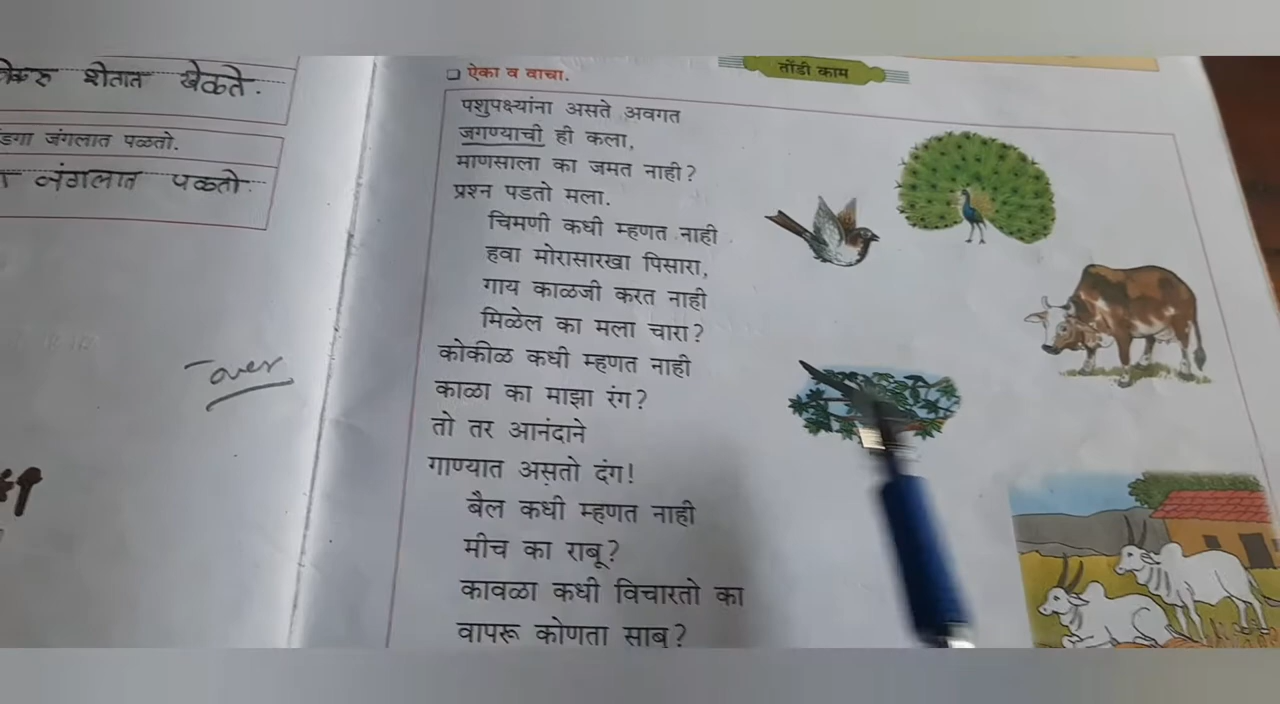 शेतात खेळते.
जंगलात पळतो.
जंगलात पळतो.
over
❑ ऐका व वाचा.
तोंडी काम
पशुपक्ष्यांना असते अवगत
जगण्याची ही कला,
माणसाला का जमत नाही?
प्रश्न पडतो मला.
चिमणी कधी म्हणत नाही
हवा मोरासारखा पिसारा,
गाय काळजी करत नाही
मिळेल का मला चारा?
कोकीळ कधी म्हणत नाही
काळा का माझा रंग?
तो तर आनंदाने
गाण्यात असतो दंग!
बैल कधी म्हणत नाही
मीच का राबू?
कावळा कधी विचारतो का
वापरू कोणता साबू?